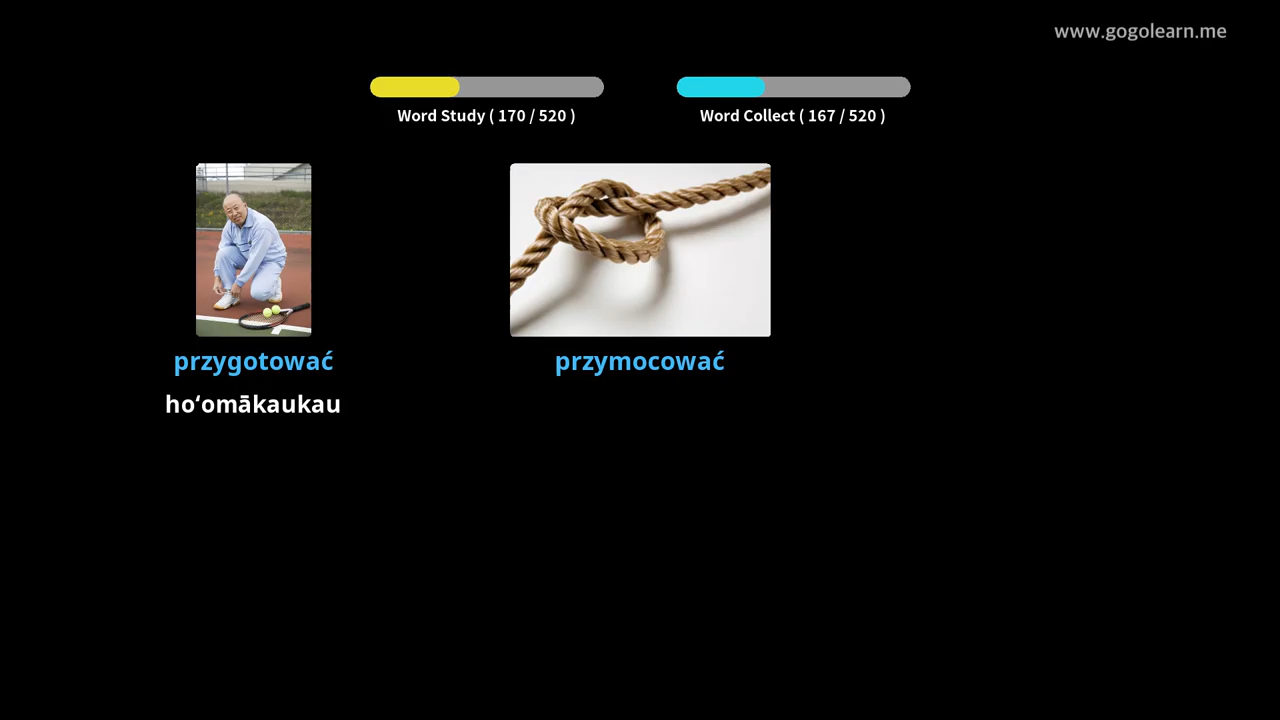 www.gogolearn.me
Word Study ( 170 / 520 )
Word Collect ( 167 / 520 )
przygotować
przymocować
hoʻomākaukau